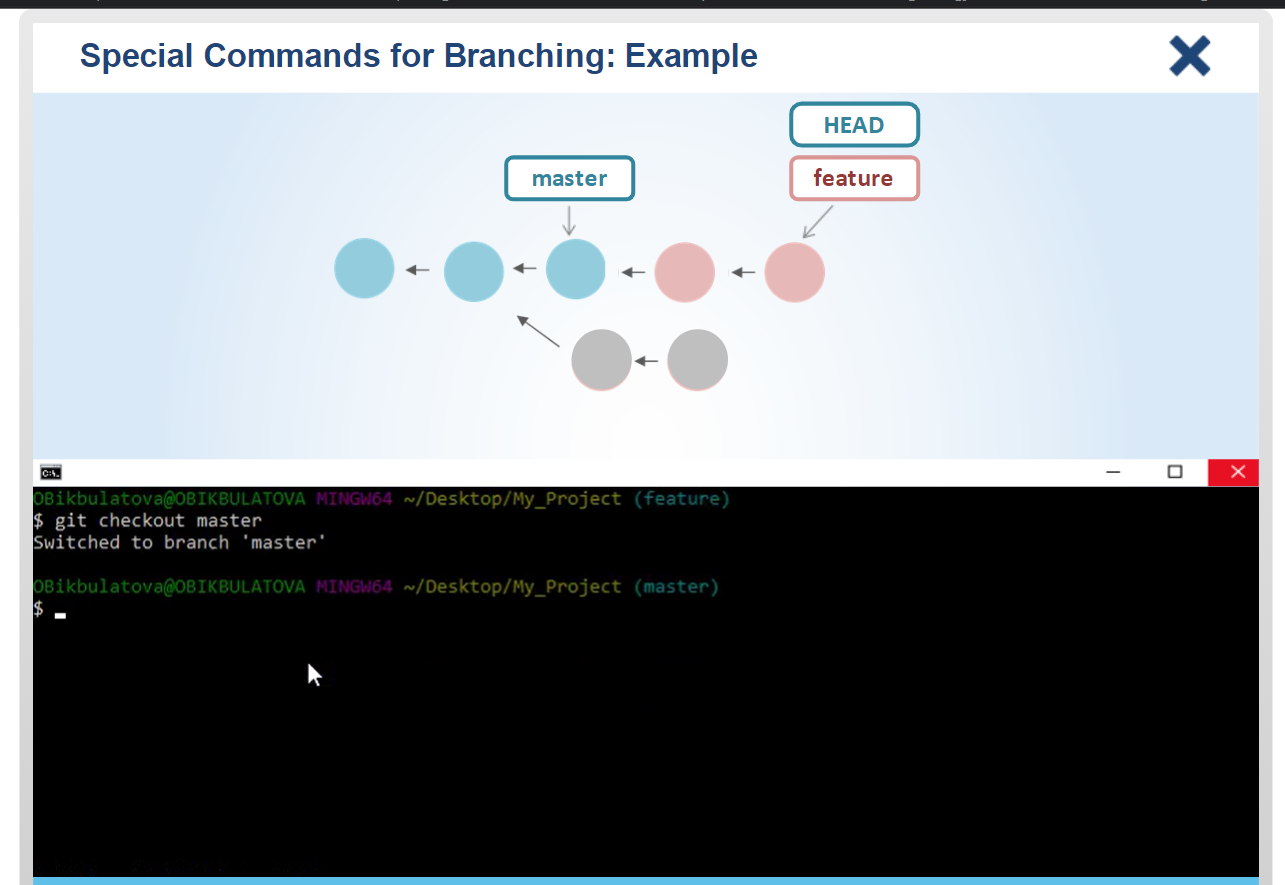 Special Commands for Branching: Example
HEAD
master
feature
OBikbulatova@OBIKBULATOVA MINGW64 ~/Desktop/My_Project (feature)
$ git checkout master
Switched to branch 'master'
OBikbulatova@OBIKBULATOVA MINGW64 ~/Desktop/My_Project (master)
$